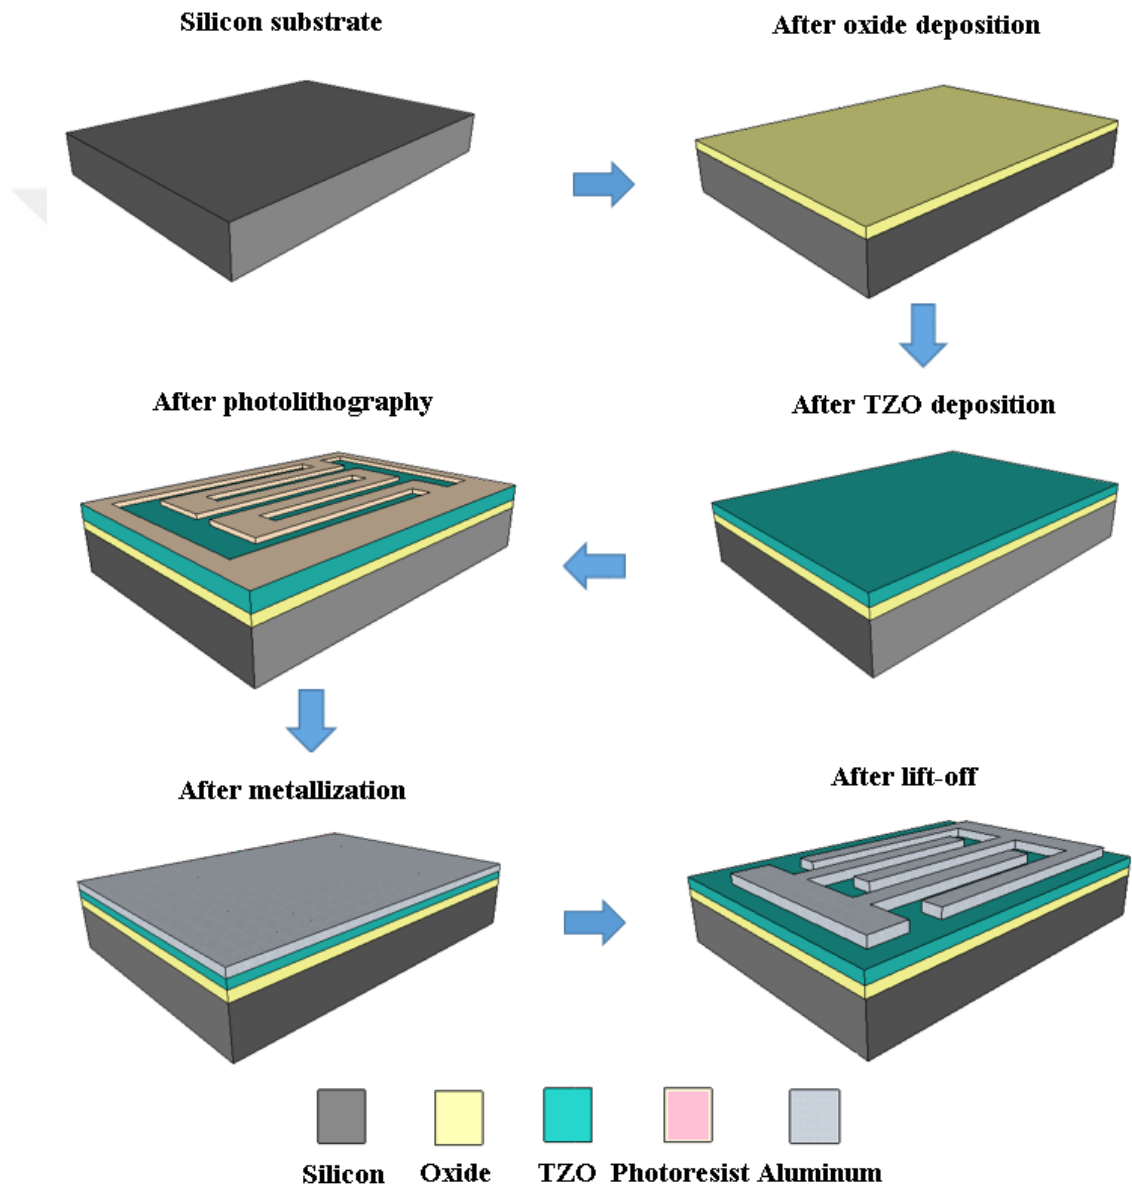 Silicon substrate
After oxide deposition
After TZO deposition
After photolithography
After metallization
After lift-off
Silicon
Oxide
TZO
Photoresist
Aluminum